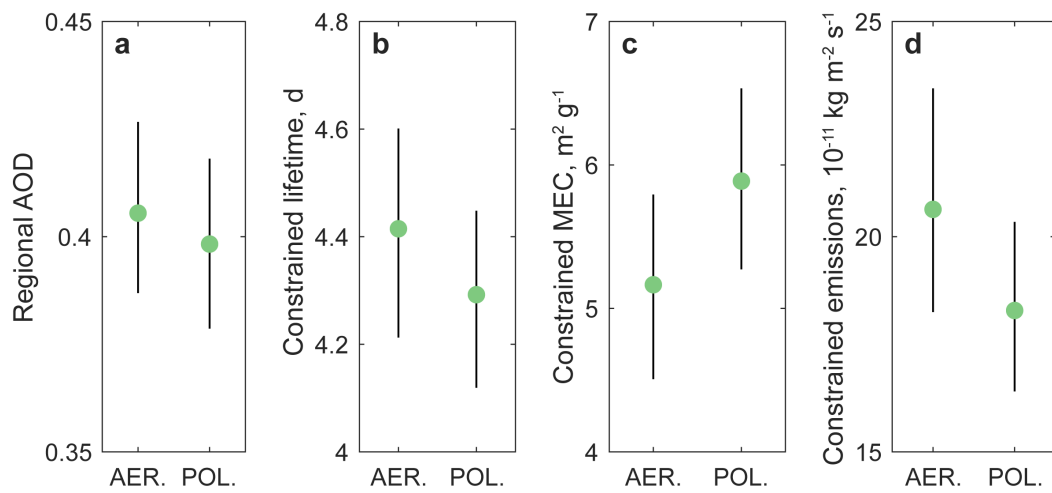 a
Regional AOD
0.45
0.4
0.35
AER. POL.
b
Constrained lifetime, d
4.8
4.6
4.4
4.2
4
AER. POL.
c
Constrained MEC, m² g⁻¹
7
6
5
4
AER. POL.
d
Constrained emissions, 10⁻¹¹ kg m⁻² s⁻¹
25
20
15
AER. POL.